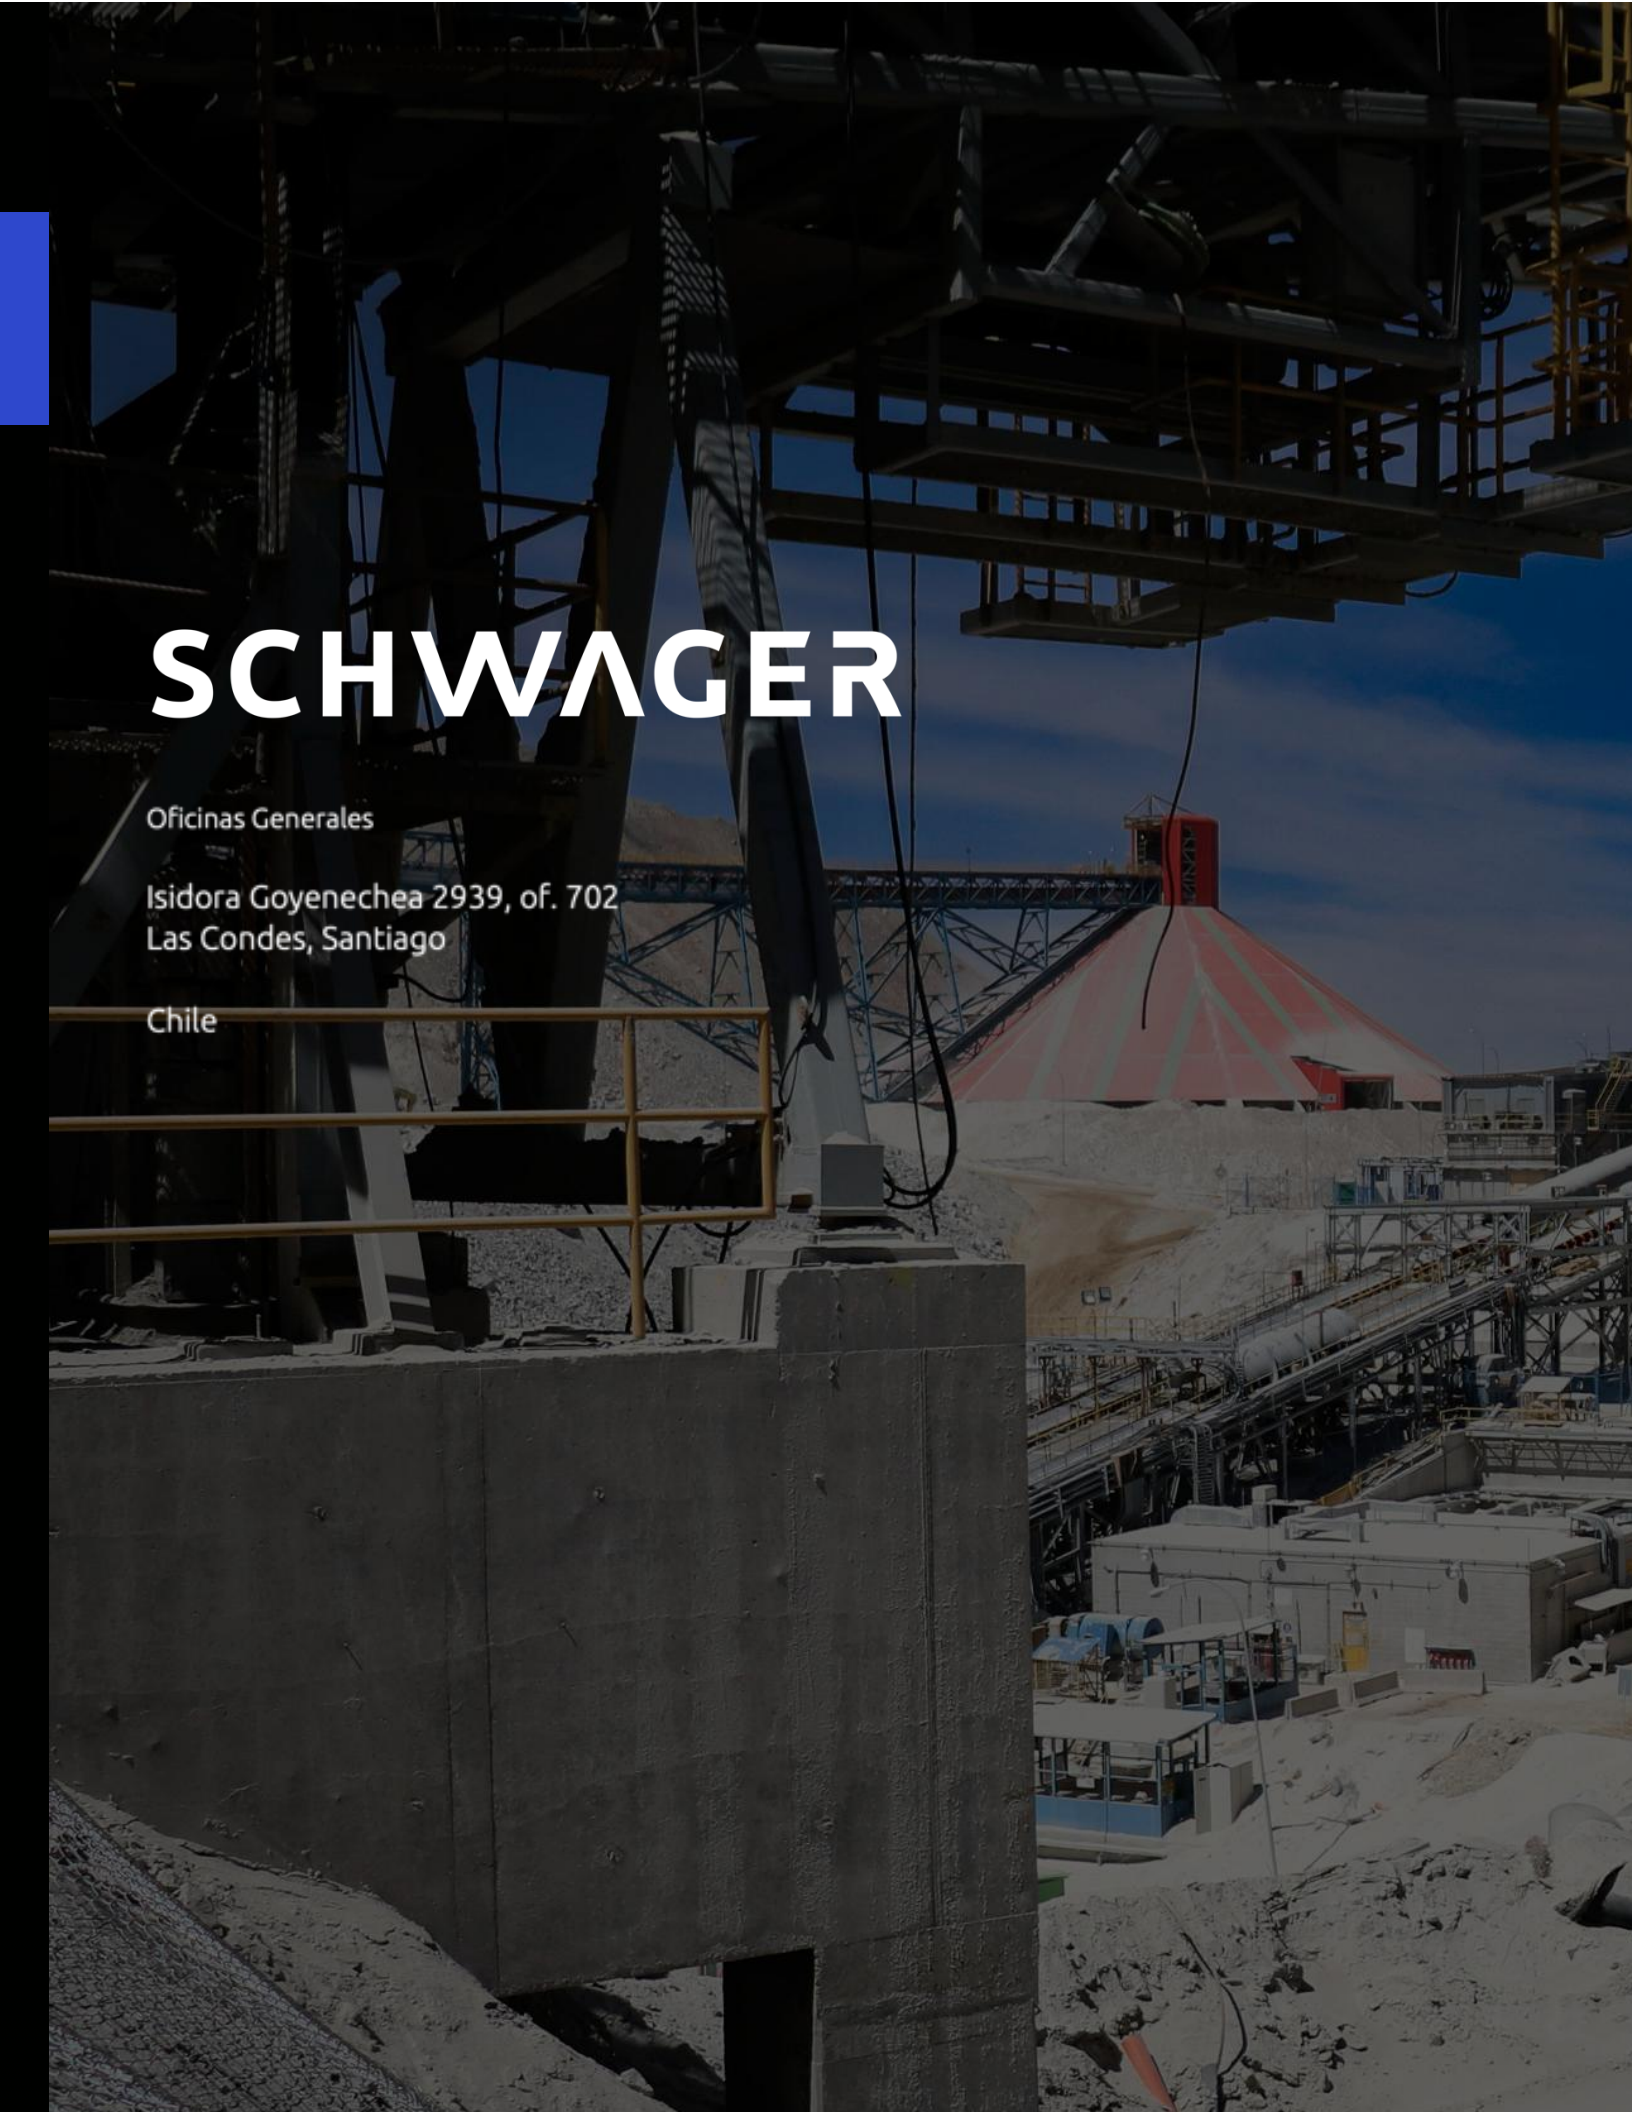 SCHWAGER
Oficinas Generales
Isidora Goyenechea 2939, of. 702
Las Condes, Santiago
Chile